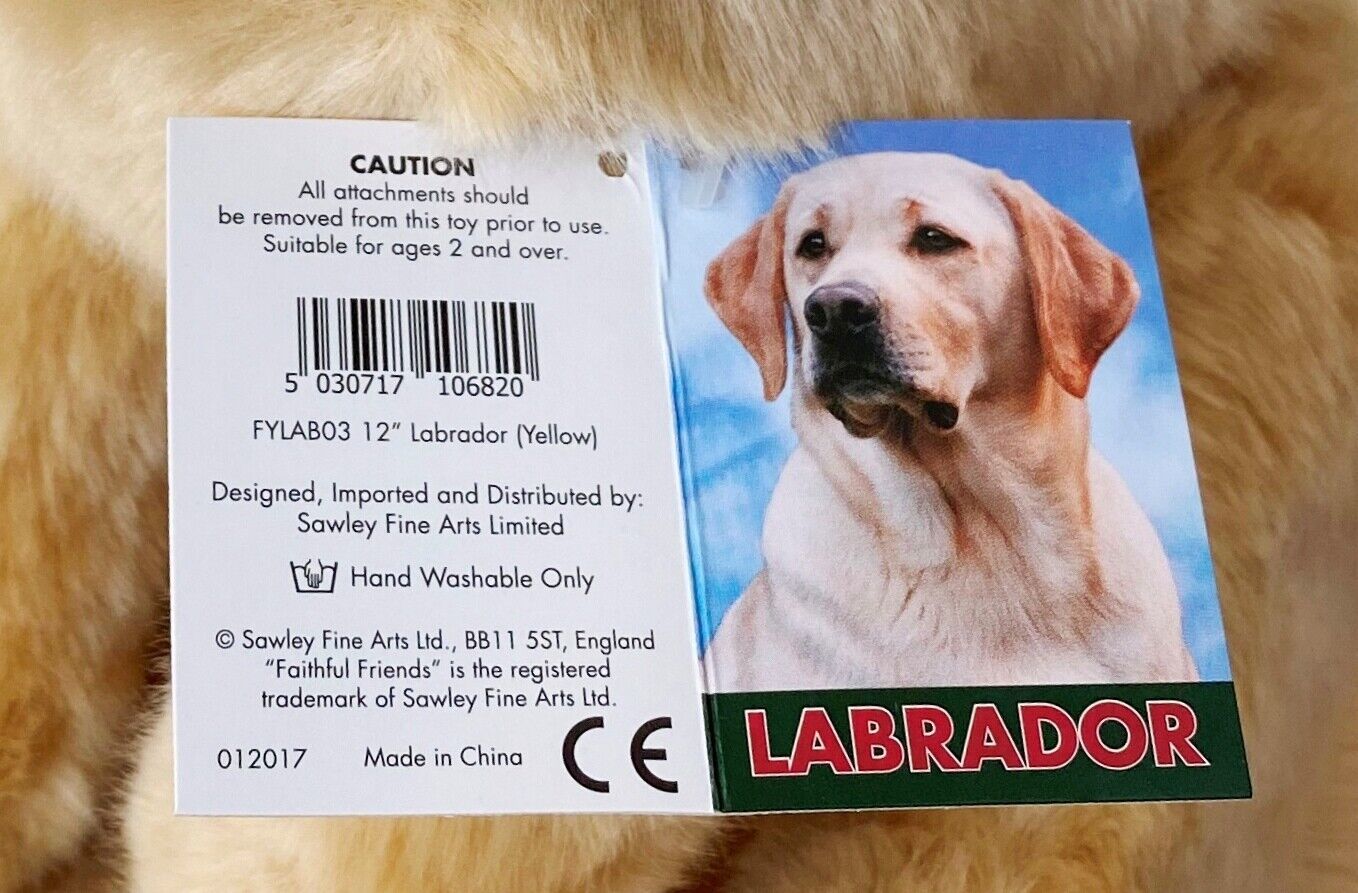 CAUTION
All attachments should
be removed from this toy prior to use.
Suitable for ages 2 and over.
5 030717 106820
FYLAB03 12" Labrador (Yellow)
Designed, Imported and Distributed by:
Sawley Fine Arts Limited
Hand Washable Only
© Sawley Fine Arts Ltd., BB11 5ST, England
"Faithful Friends" is the registered
trademark of Sawley Fine Arts Ltd.
012017 Made in China CE
LABRADOR